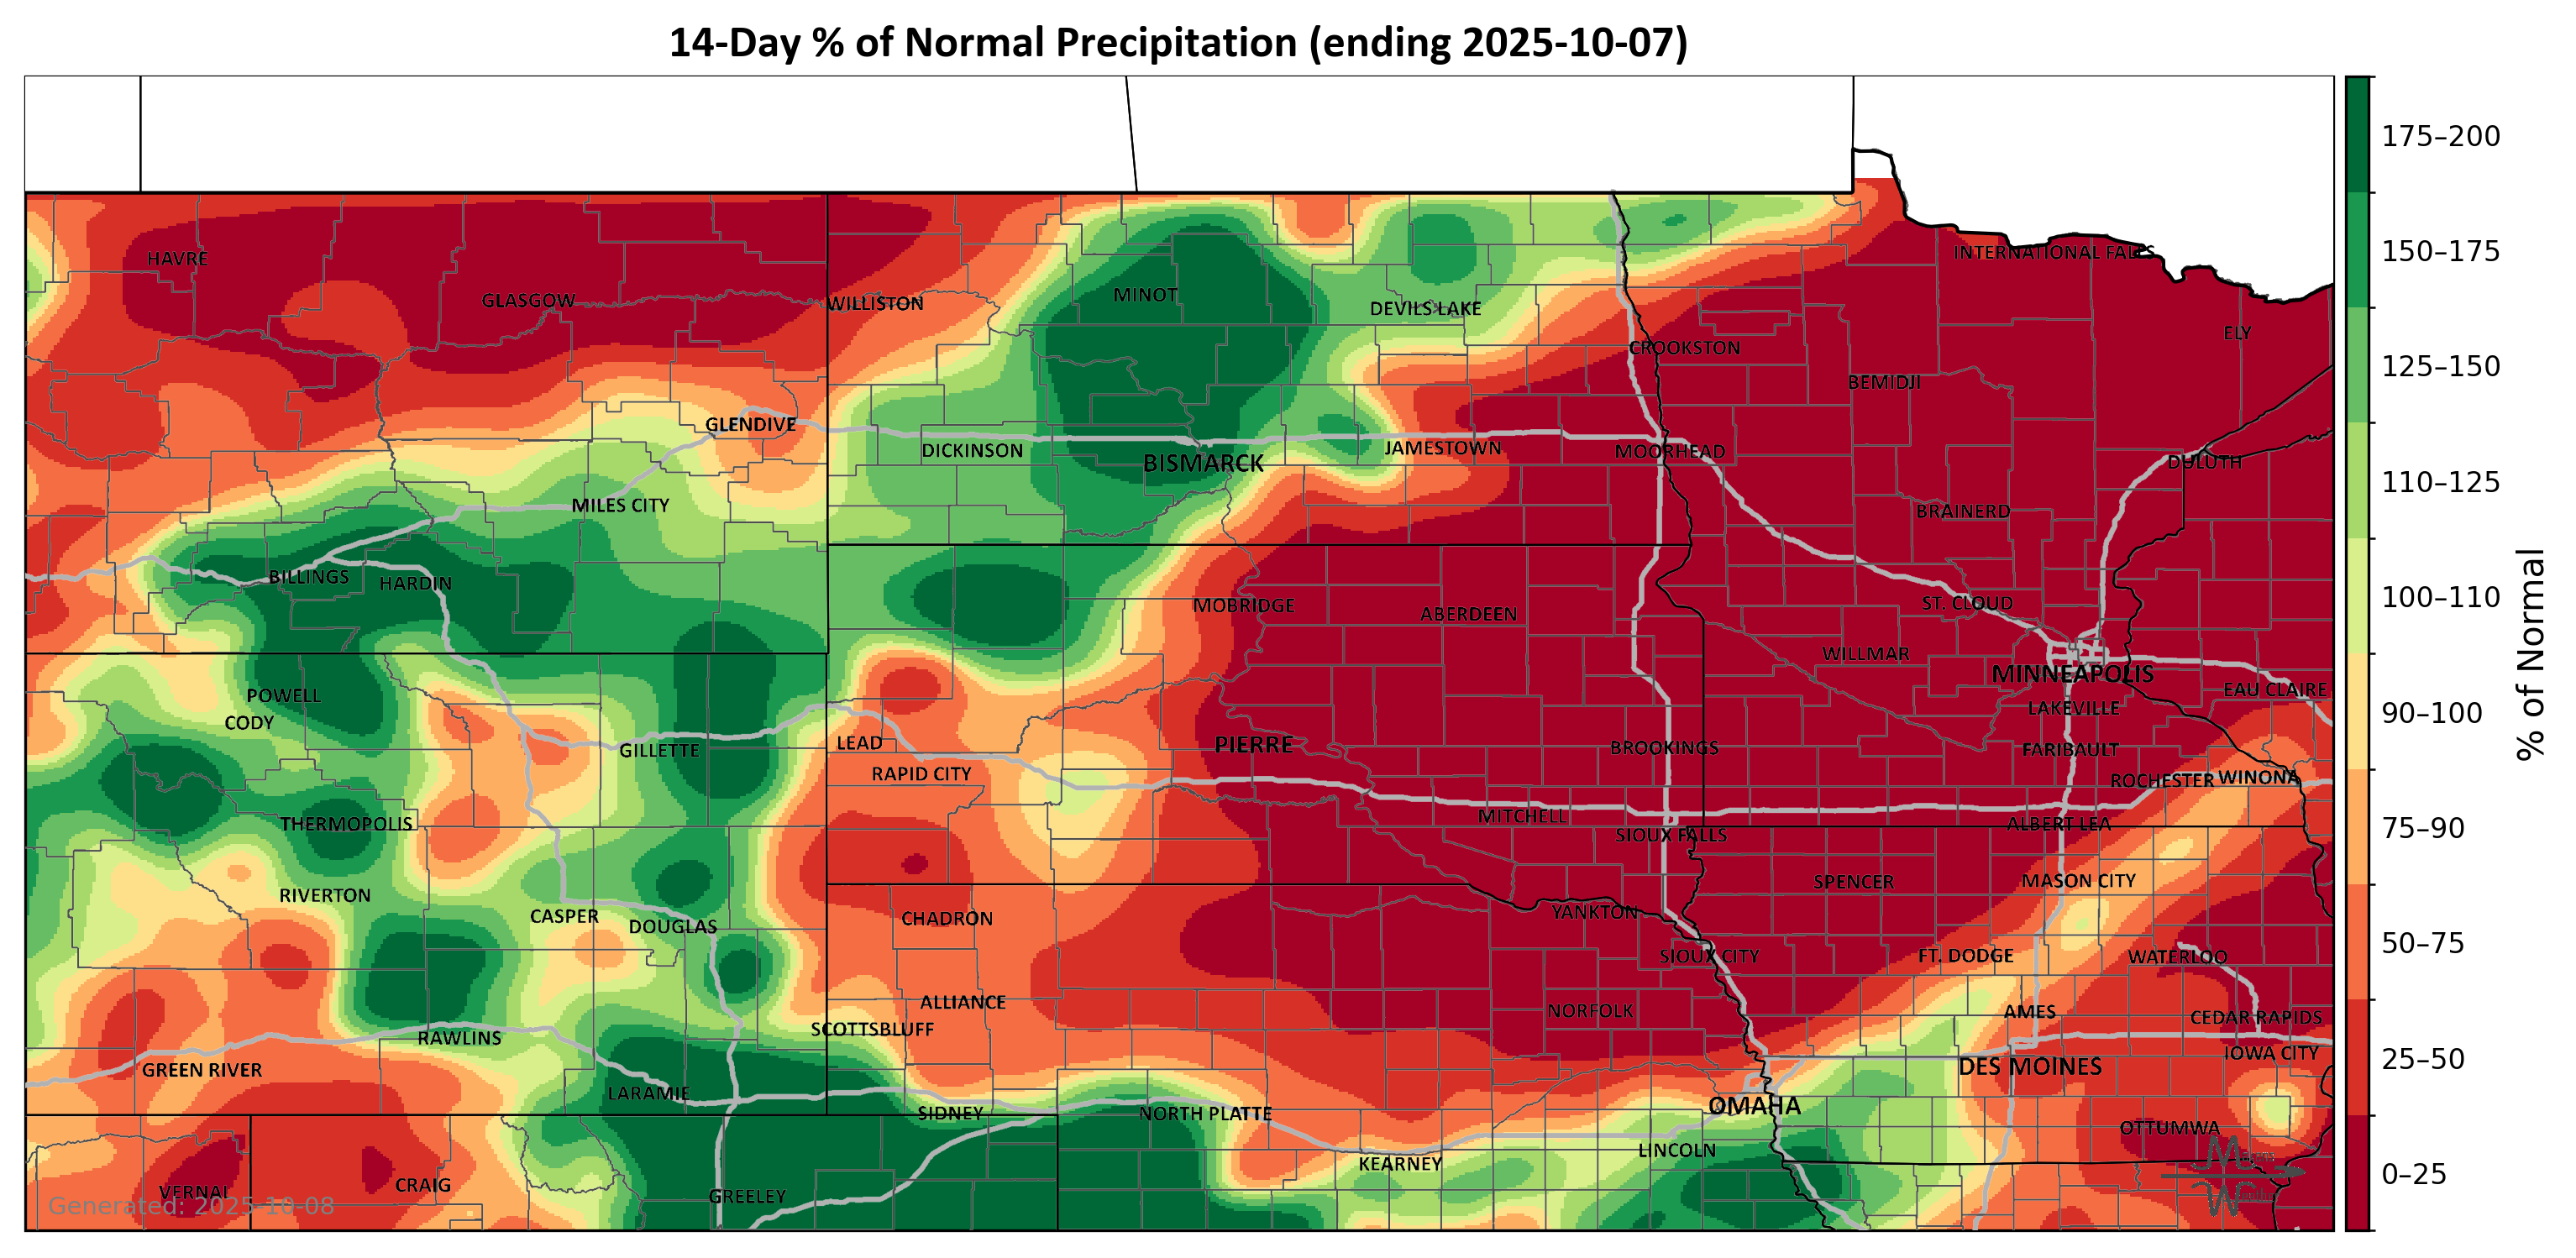 14-Day % of Normal Precipitation (ending 2025-10-07)
175–200
150–175
125–150
110–125
100–110
90–100
75–90
50–75
25–50
0–25
% of Normal
INTERNATIONAL FALLS
HAVRE
MINOT
GLASGOW
WILLISTON
DEVILS LAKE
ELY
CROOKSTON
BEMIDJI
GLENDIVE
DICKINSON
JAMESTOWN
MOORHEAD
BISMARCK
DULUTH
MILES CITY
BRAINERD
BILLINGS
HARDIN
MOBRIDGE
ABERDEEN
ST. CLOUD
WILLMAR
MINNEAPOLIS
POWELL
EAU CLAIRE
CODY
LAKEVILLE
GILLETTE
LEAD
PIERRE
BROOKINGS
FARIBAULT
RAPID CITY
ROCHESTER
WINONA
THERMOPOLIS
MITCHELL
SIOUX FALLS
ALBERT LEA
RIVERTON
SPENCER
MASON CITY
CASPER
DOUGLAS
CHADRON
YANKTON
SIOUX CITY
FT. DODGE
WATERLOO
ALLIANCE
NORFOLK
AMES
CEDAR RAPIDS
SCOTTSBLUFF
RAWLINS
GREEN RIVER
DES MOINES
IOWA CITY
LARAMIE
SIDNEY
NORTH PLATTE
OMAHA
OTTUMWA
LINCOLN
KEARNEY
VERNAL
CRAIG
GREELEY
Generated: 2025-10-08